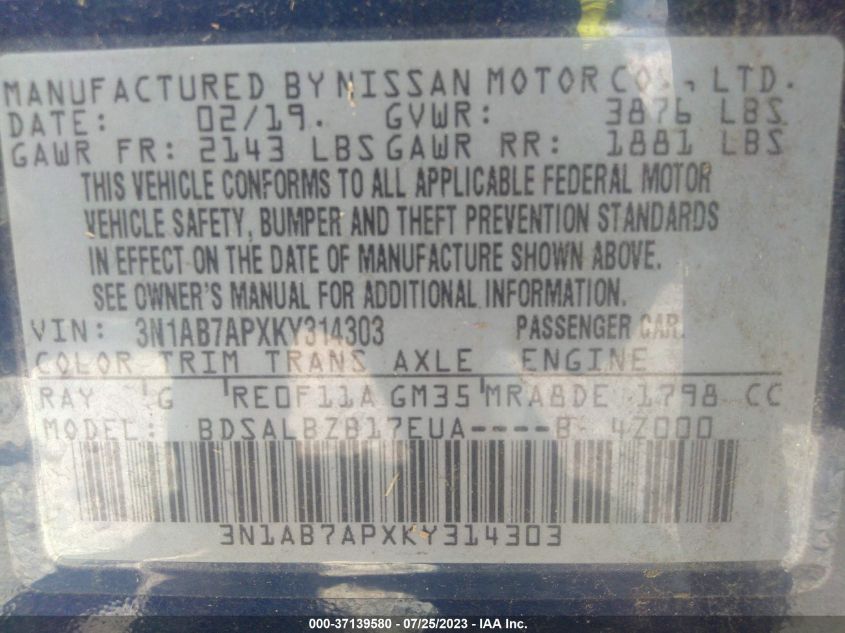 MANUFACTURED BY NISSAN MOTOR CO., LTD.
DATE: 02/19. GVWR: 3876 LBS
GAWR FR: 2143 LBS GAWR RR: 1881 LBS
THIS VEHICLE CONFORMS TO ALL APPLICABLE FEDERAL MOTOR
VEHICLE SAFETY, BUMPER AND THEFT PREVENTION STANDARDS
IN EFFECT ON THE DATE OF MANUFACTURE SHOWN ABOVE.
SEE OWNER'S MANUAL FOR ADDITIONAL INFORMATION.
VIN: 3N1AB7APXKY314303 PASSENGER CAR.
COLOR TRIM TRANS AXLE ENGINE
RAY G RE0F11A GM35 MRA8DE 1798 CC
MODEL: BDSALBZB17EUA----B 4Z000
3N1AB7APXKY314303
000-37139580 - 07/25/2023 - IAA Inc.